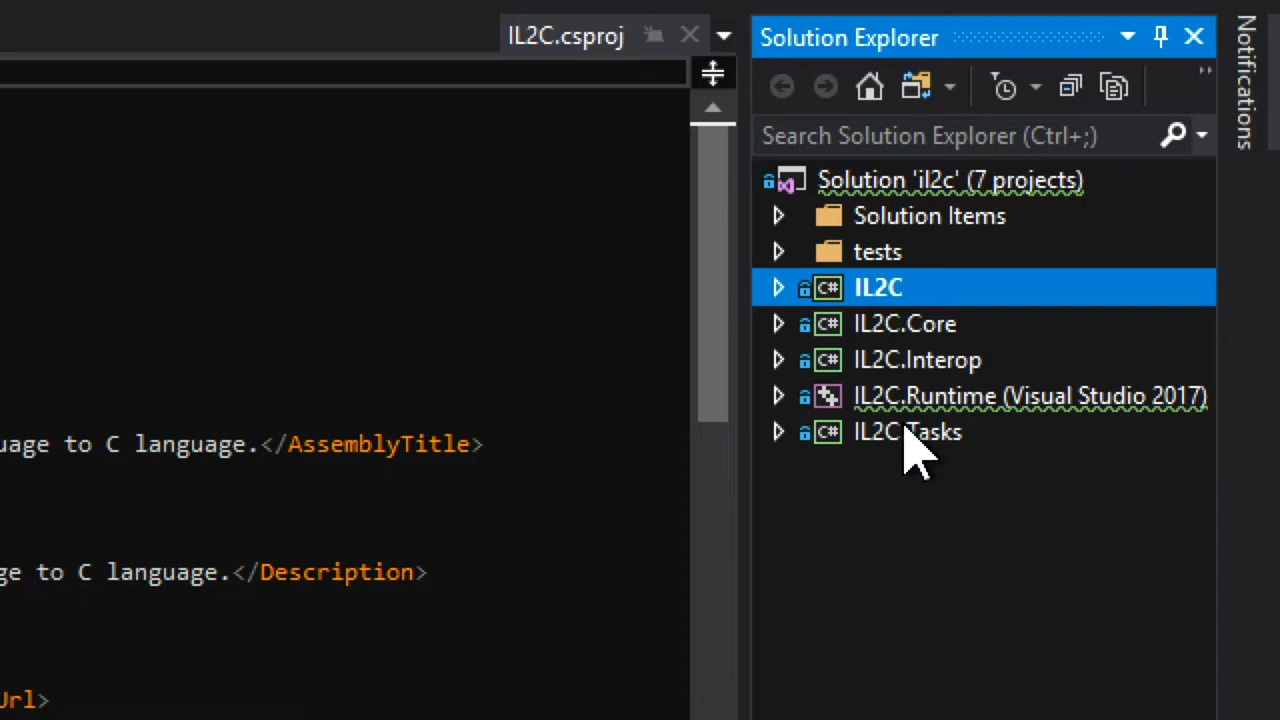 IL2C.csproj
Solution Explorer
Search Solution Explorer (Ctrl+;)
Solution 'il2c' (7 projects)
Solution Items
tests
C# IL2C
C# IL2C.Core
C# IL2C.Interop
IL2C.Runtime (Visual Studio 2017)
C# IL2C.Tasks
Notifications
uage to C language.</AssemblyTitle>
ge to C language.</Description>
Url>